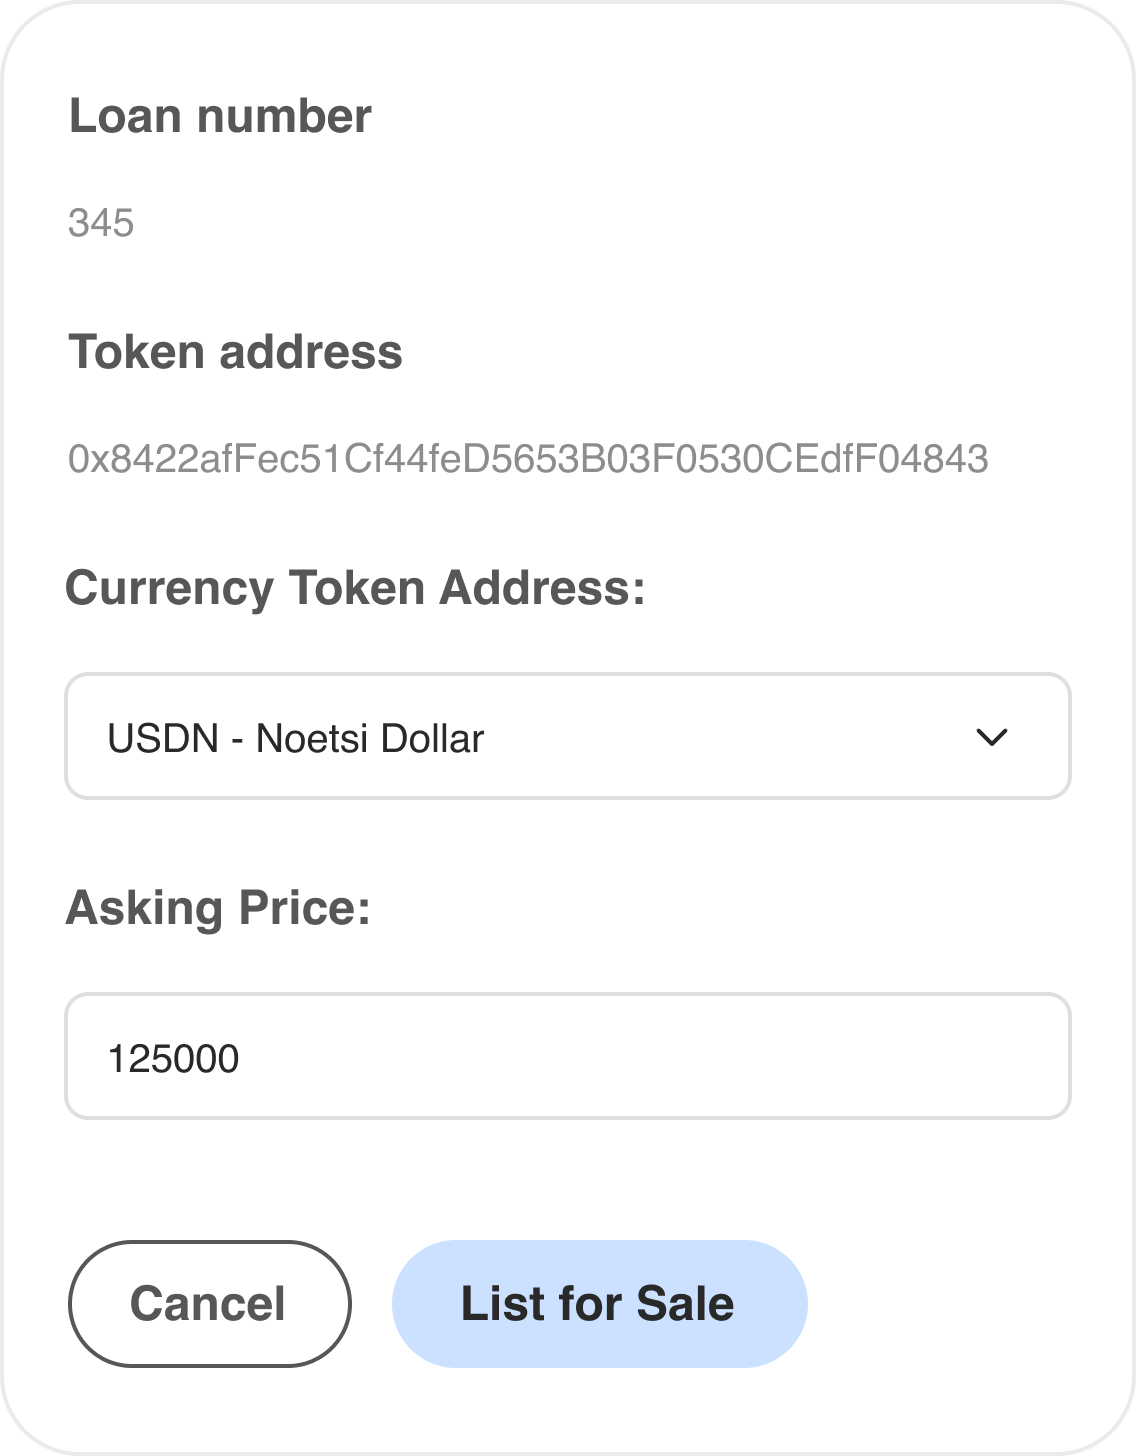 Loan number
345
Token address
0x8422afFec51Cf44feD5653B03F0530CEdfF04843
Currency Token Address:
USDN - Noetsi Dollar
Asking Price:
125000
Cancel
List for Sale